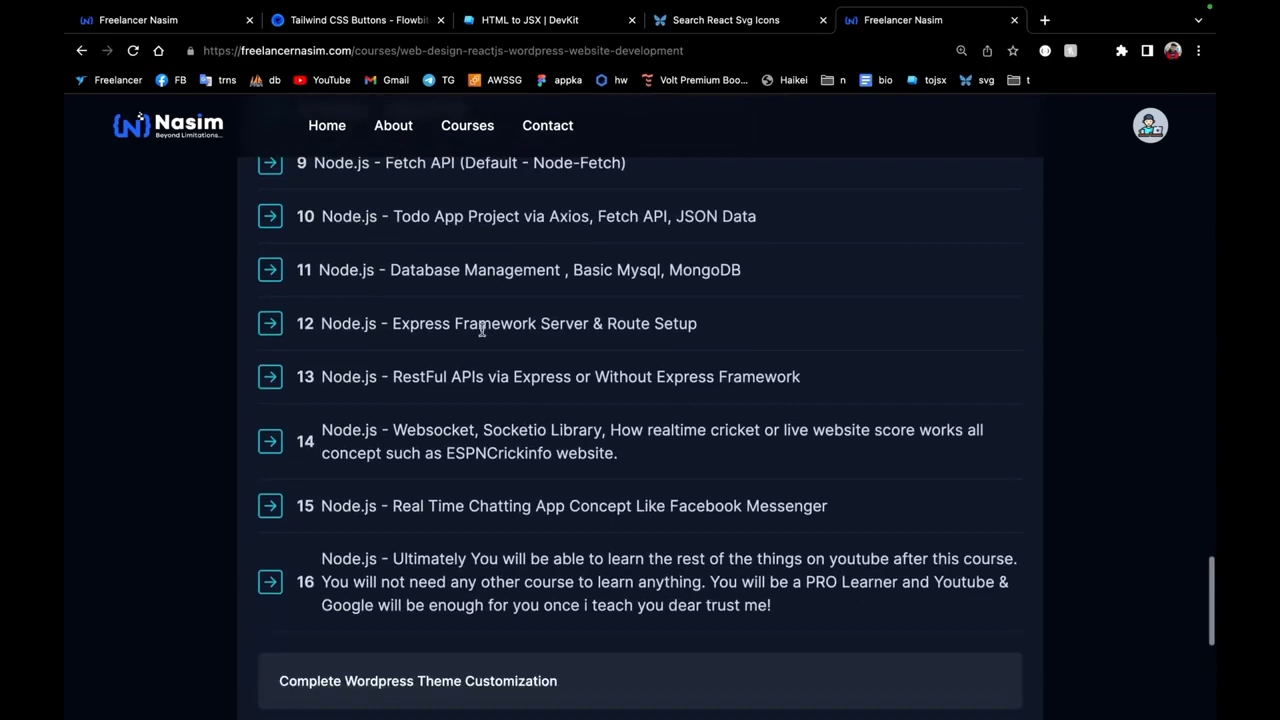 Freelancer Nasim
Tailwind CSS Buttons - Flowbit
HTML to JSX | DevKit
Search React Svg Icons
Freelancer Nasim
https://freelancernasim.com/courses/web-design-reactjs-wordpress-website-development
Freelancer
FB
trns
db
YouTube
Gmail
TG
AWSSG
appka
hw
Volt Premium Boo...
Haikei
n
bio
tojsx
svg
t
Nasim
Beyond Limitations...
Home
About
Courses
Contact
9 Node.js - Fetch API (Default - Node-Fetch)
10 Node.js - Todo App Project via Axios, Fetch API, JSON Data
11 Node.js - Database Management , Basic Mysql, MongoDB
12 Node.js - Express Framework Server & Route Setup
13 Node.js - RestFul APIs via Express or Without Express Framework
14 Node.js - Websocket, Socketio Library, How realtime cricket or live website score works all
concept such as ESPNCrickinfo website.
15 Node.js - Real Time Chatting App Concept Like Facebook Messenger
16 Node.js - Ultimately You will be able to learn the rest of the things on youtube after this course.
You will not need any other course to learn anything. You will be a PRO Learner and Youtube &
Google will be enough for you once i teach you dear trust me!
Complete Wordpress Theme Customization